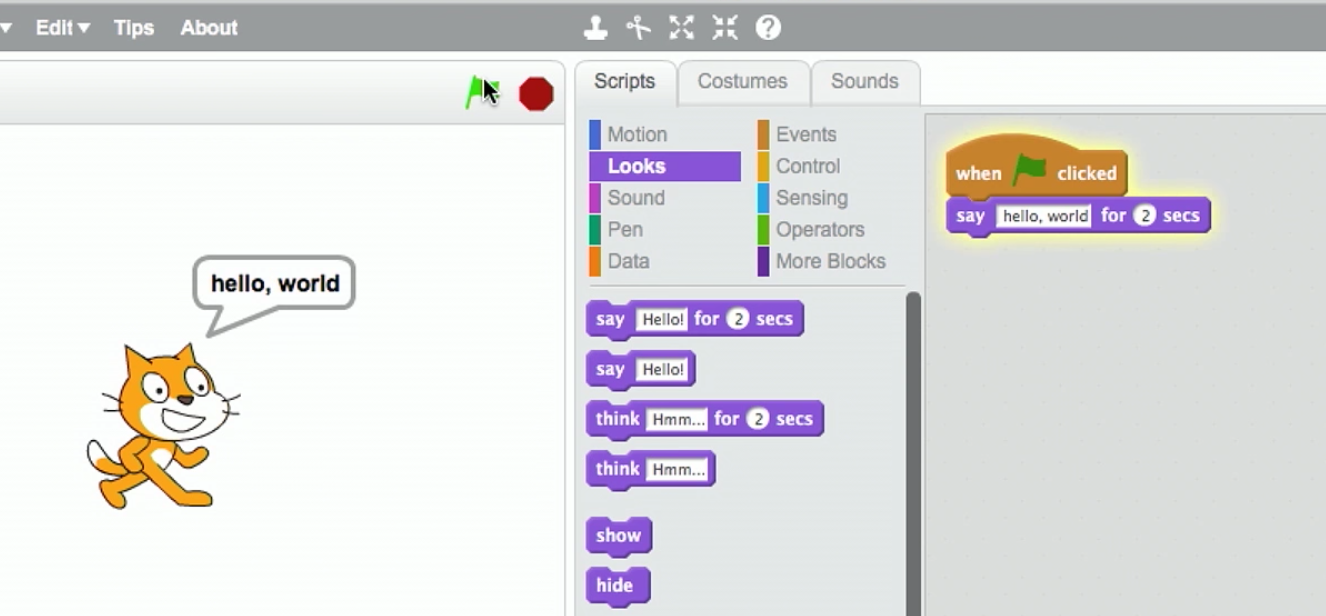 Edit Tips About
Scripts Costumes Sounds
Motion Events
Looks Control
Sound Sensing
Pen Operators
Data More Blocks
say Hello! for 2 secs
say Hello!
think Hmm... for 2 secs
think Hmm...
show
hide
when clicked
say hello, world for 2 secs
hello, world